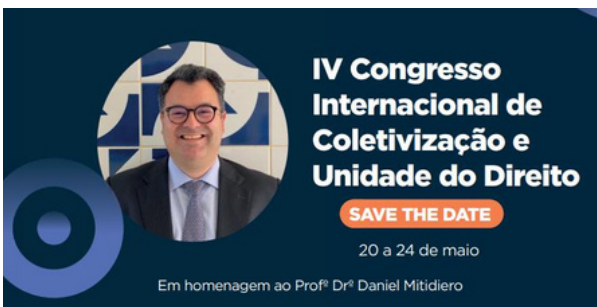 IV Congresso
Internacional de
Coletivização e
Unidade do Direito
SAVE THE DATE
20 a 24 de maio
Em homenagem ao Profº Drº Daniel Mitidiero